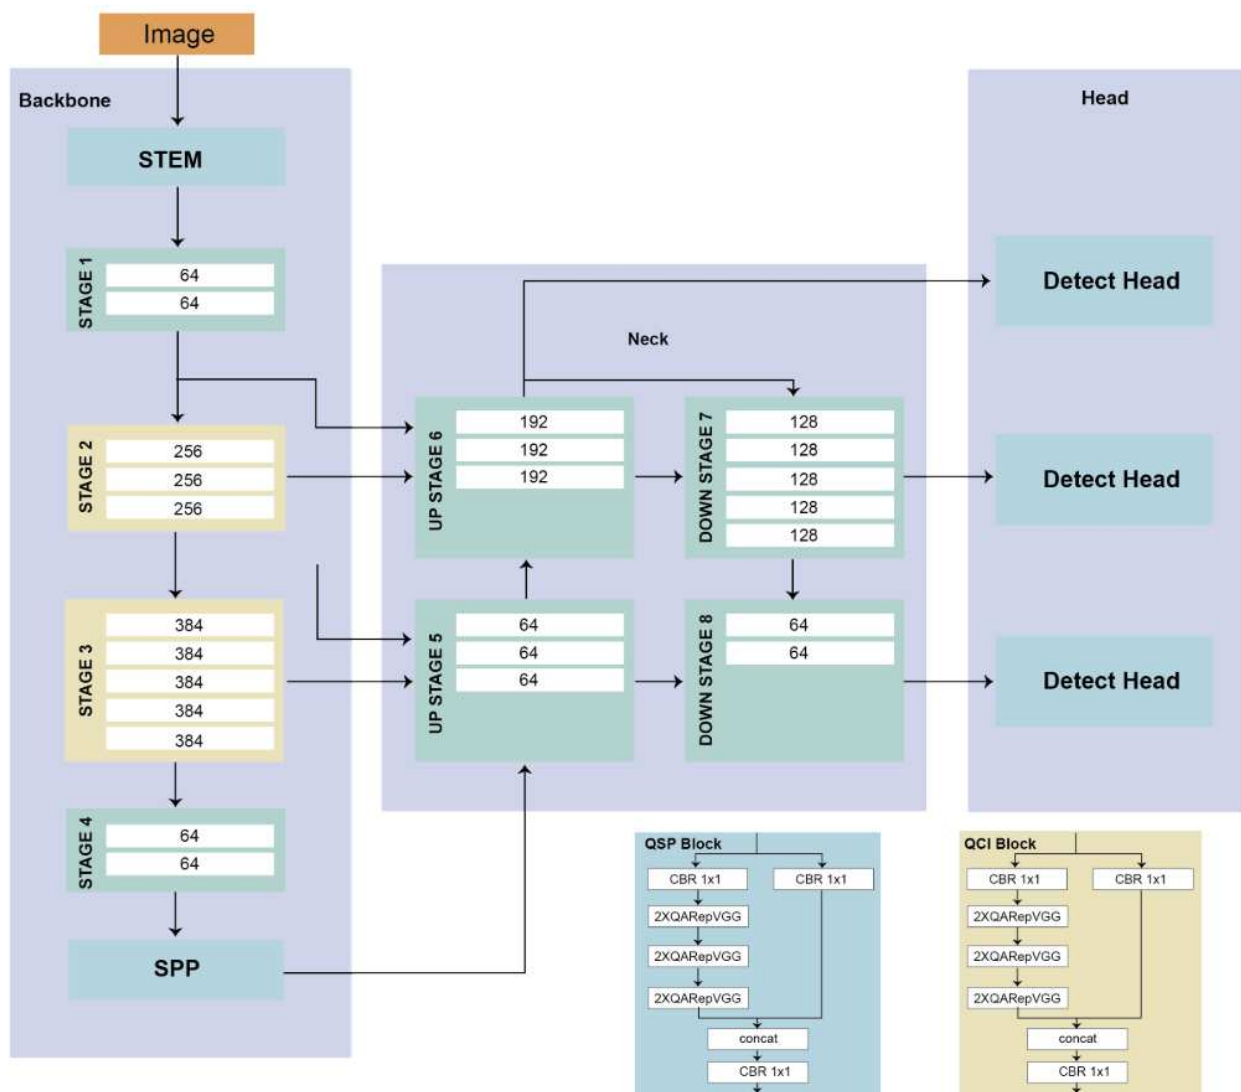 Image
Backbone
STEM
STAGE 1
64
64
STAGE 2
256
256
256
STAGE 3
384
384
384
384
384
STAGE 4
64
64
SPP
Neck
UP STAGE 6
192
192
192
DOWN STAGE 7
128
128
128
128
128
UP STAGE 5
64
64
64
DOWN STAGE 8
64
64
Head
Detect Head
Detect Head
Detect Head
QSP Block
CBR 1x1
CBR 1x1
2XQARepVGG
2XQARepVGG
2XQARepVGG
concat
CBR 1x1
QCI Block
CBR 1x1
CBR 1x1
2XQARepVGG
2XQARepVGG
2XQARepVGG
concat
CBR 1x1